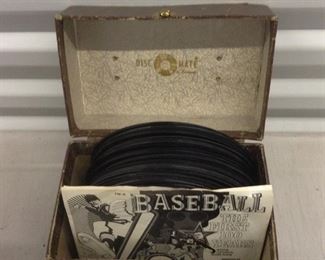 DISC MATE
BASEBALL
THE
FIRST
100
YEARS